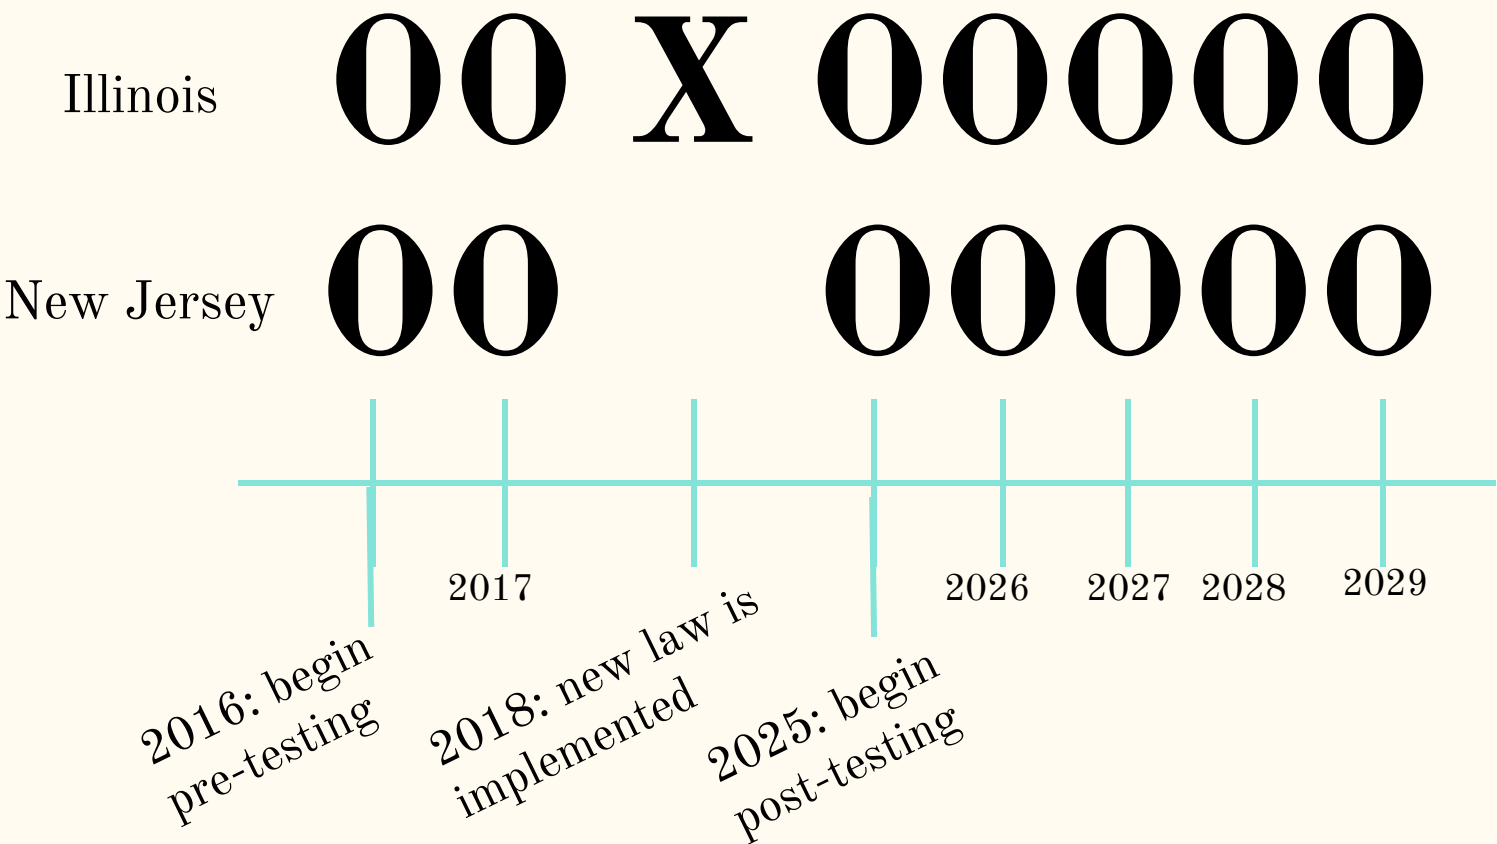 Illinois OO X OOOOO
New Jersey OO OOOOO
2017
2026 2027 2028 2029
2016: begin
pre-testing
2018: new law is
implemented
2025: begin
post-testing